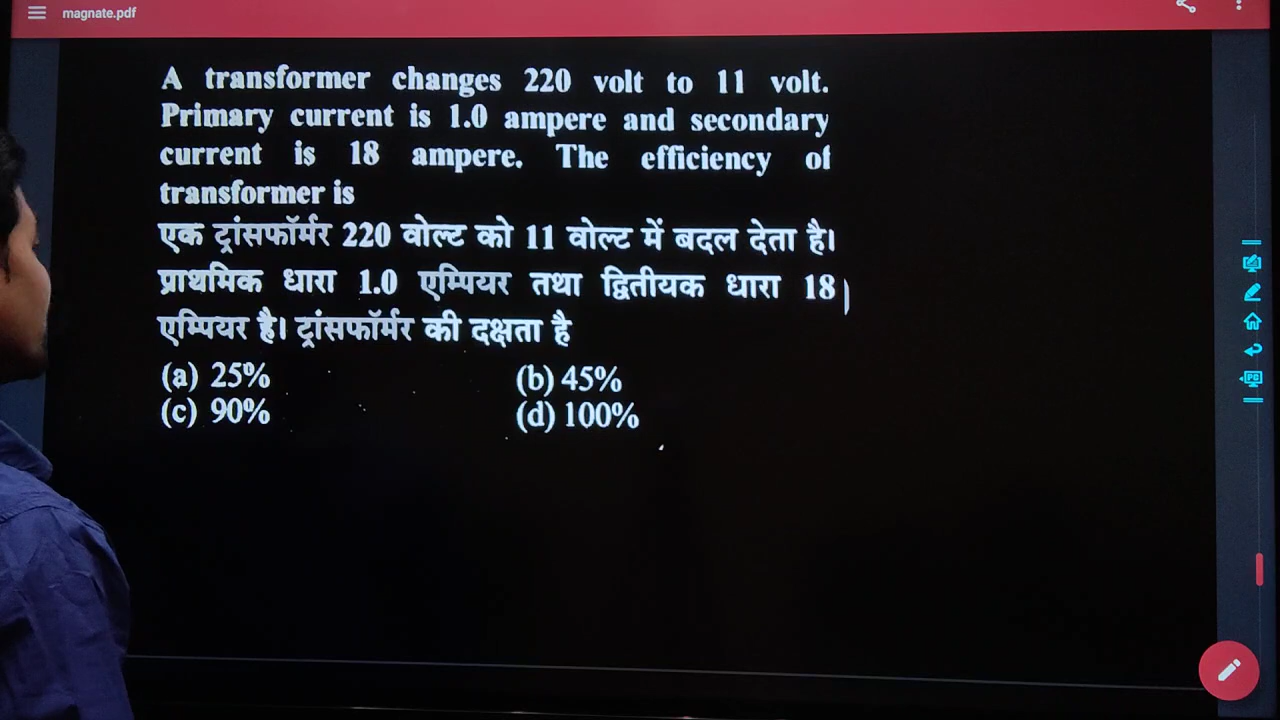 magnate.pdf
A transformer changes 220 volt to 11 volt.
Primary current is 1.0 ampere and secondary
current is 18 ampere. The efficiency of
transformer is
एक ट्रांसफॉर्मर 220 वोल्ट को 11 वोल्ट में बदल देता है।
प्राथमिक धारा 1.0 एम्पियर तथा द्वितीयक धारा 18
एम्पियर है। ट्रांसफॉर्मर की दक्षता है
(a) 25% (b) 45%
(c) 90% (d) 100%